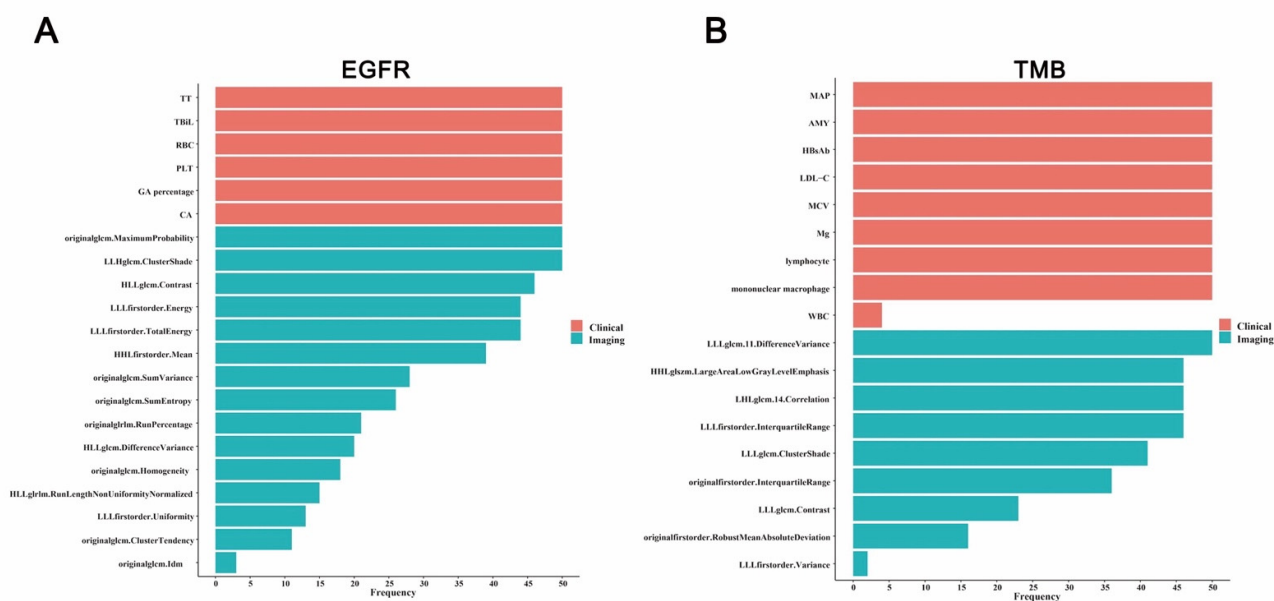 A
EGFR
TT
TBiL
RBC
PLT
GA percentage
CA
originalglcm.MaximumProbability
LLHglcm.ClusterShade
HLLglcm.Contrast
LLLfirstorder.Energy
LLLfirstorder.TotalEnergy
HHLfirstorder.Mean
originalglcm.SumVariance
originalglcm.SumEntropy
originalglrlm.RunPercentage
HLLglcm.DifferenceVariance
originalglcm.Homogeneity
HLLglrlm.RunLengthNonUniformityNormalized
LLLfirstorder.Uniformity
originalglcm.ClusterTendency
originalglcm.Idm
0 5 10 15 20 25 30 35 40 45 50
Frequency
Clinical
Imaging
B
TMB
MAP
AMY
HBsAb
LDL−C
MCV
Mg
lymphocyte
mononuclear macrophage
WBC
LLLglcm.11.DifferenceVariance
HHLglszm.LargeAreaLowGrayLevelEmphasis
LHLglcm.14.Correlation
LLLfirstorder.InterquartileRange
LLLglcm.ClusterShade
originalfirstorder.InterquartileRange
LLLglcm.Contrast
originalfirstorder.RobustMeanAbsoluteDeviation
LLLfirstorder.Variance
0 5 10 15 20 25 30 35 40 45 50
Frequency
Clinical
Imaging